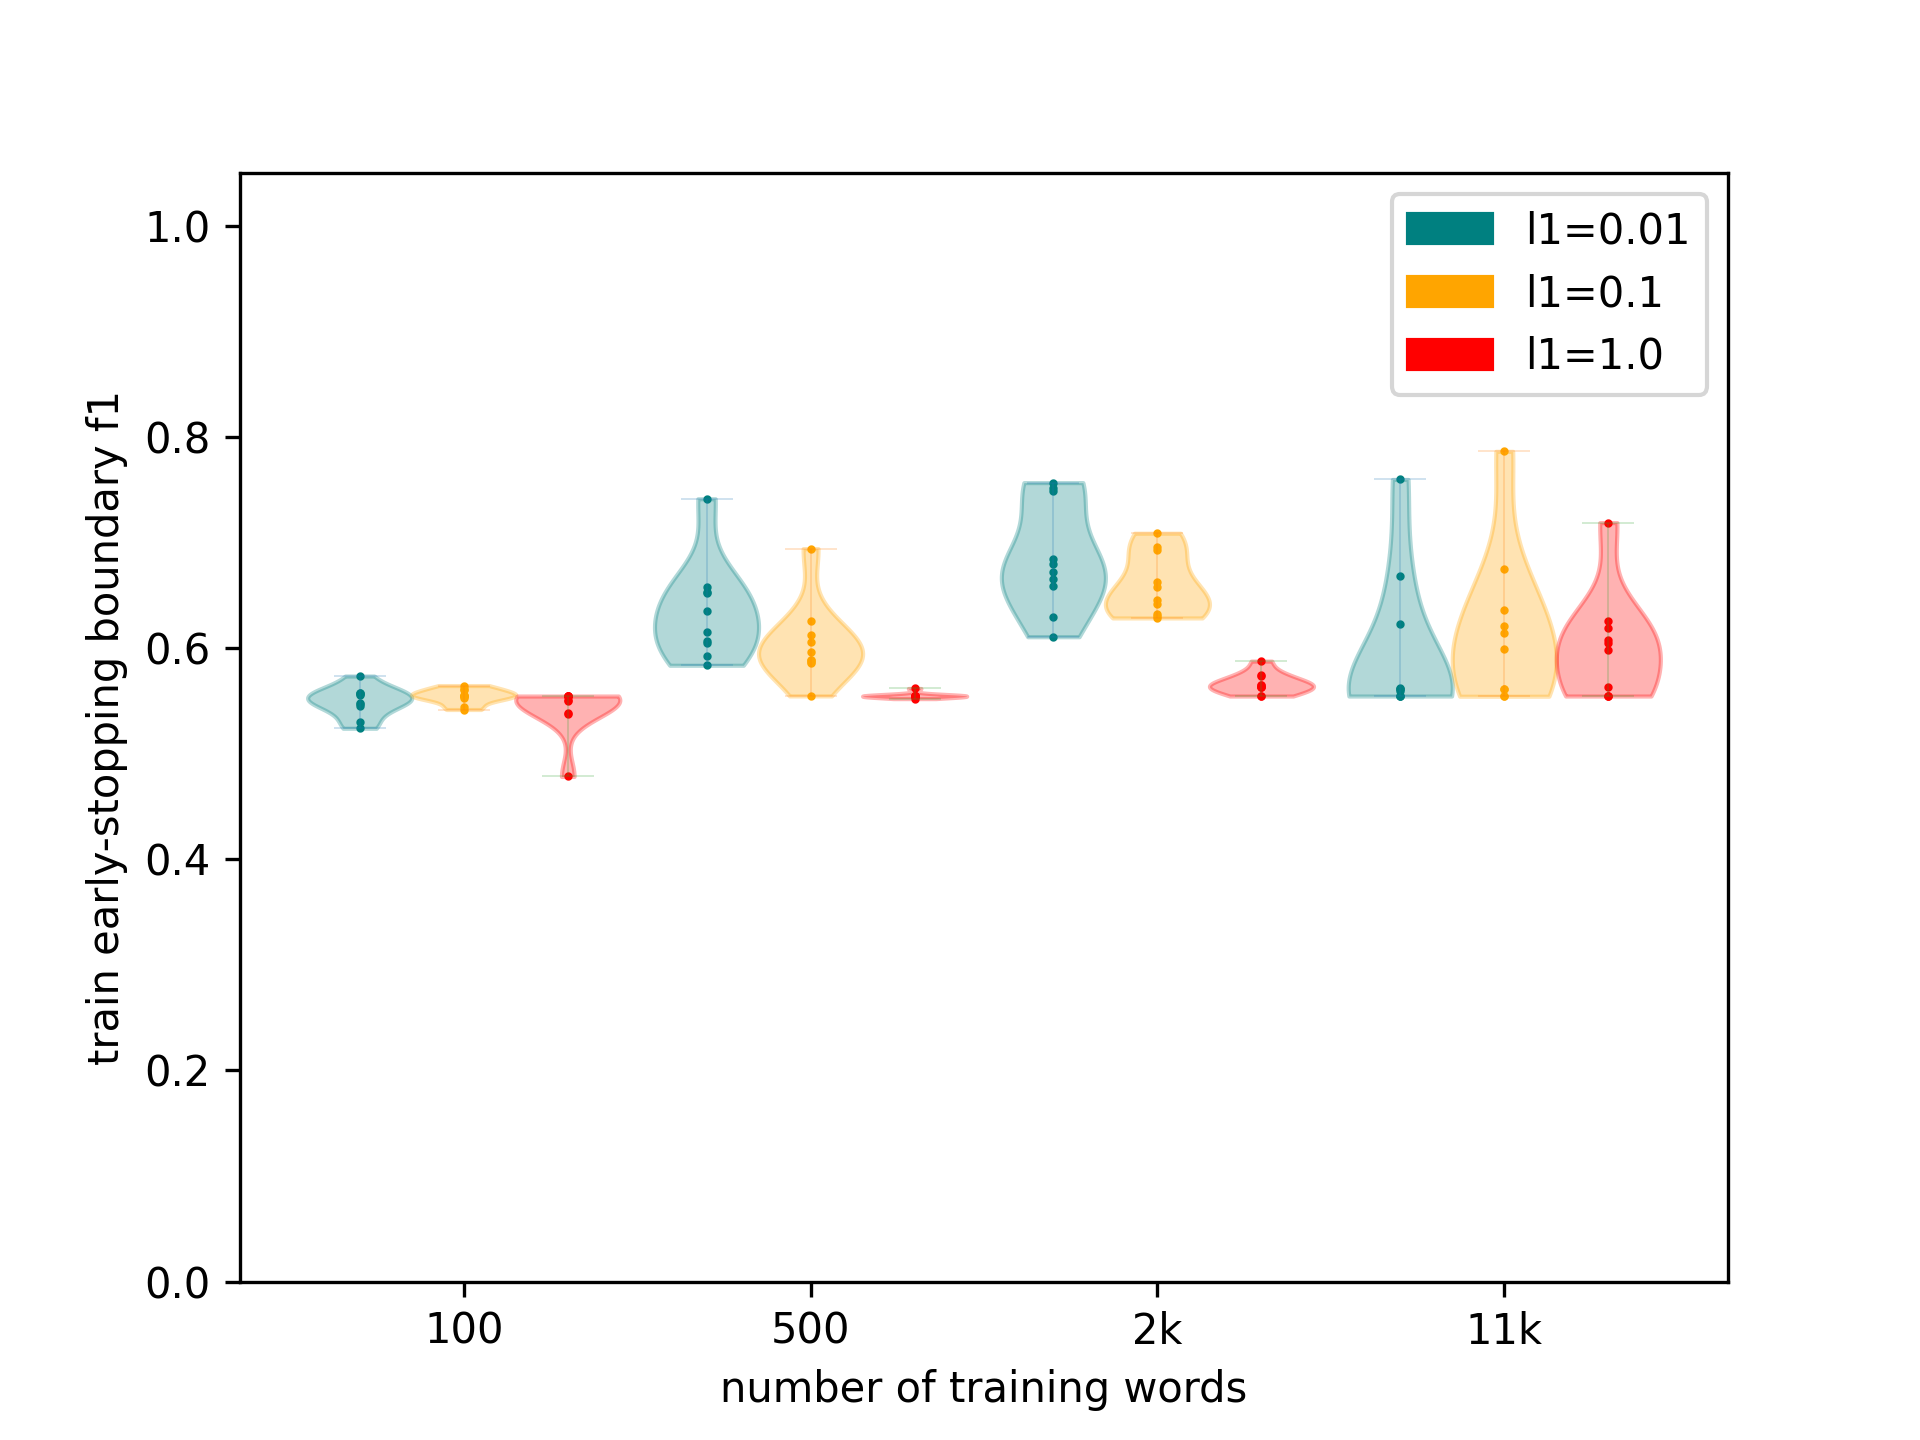 l1=0.01
l1=0.1
l1=1.0
train early-stopping boundary f1
1.0
0.8
0.6
0.4
0.2
0.0
100
500
2k
11k
number of training words